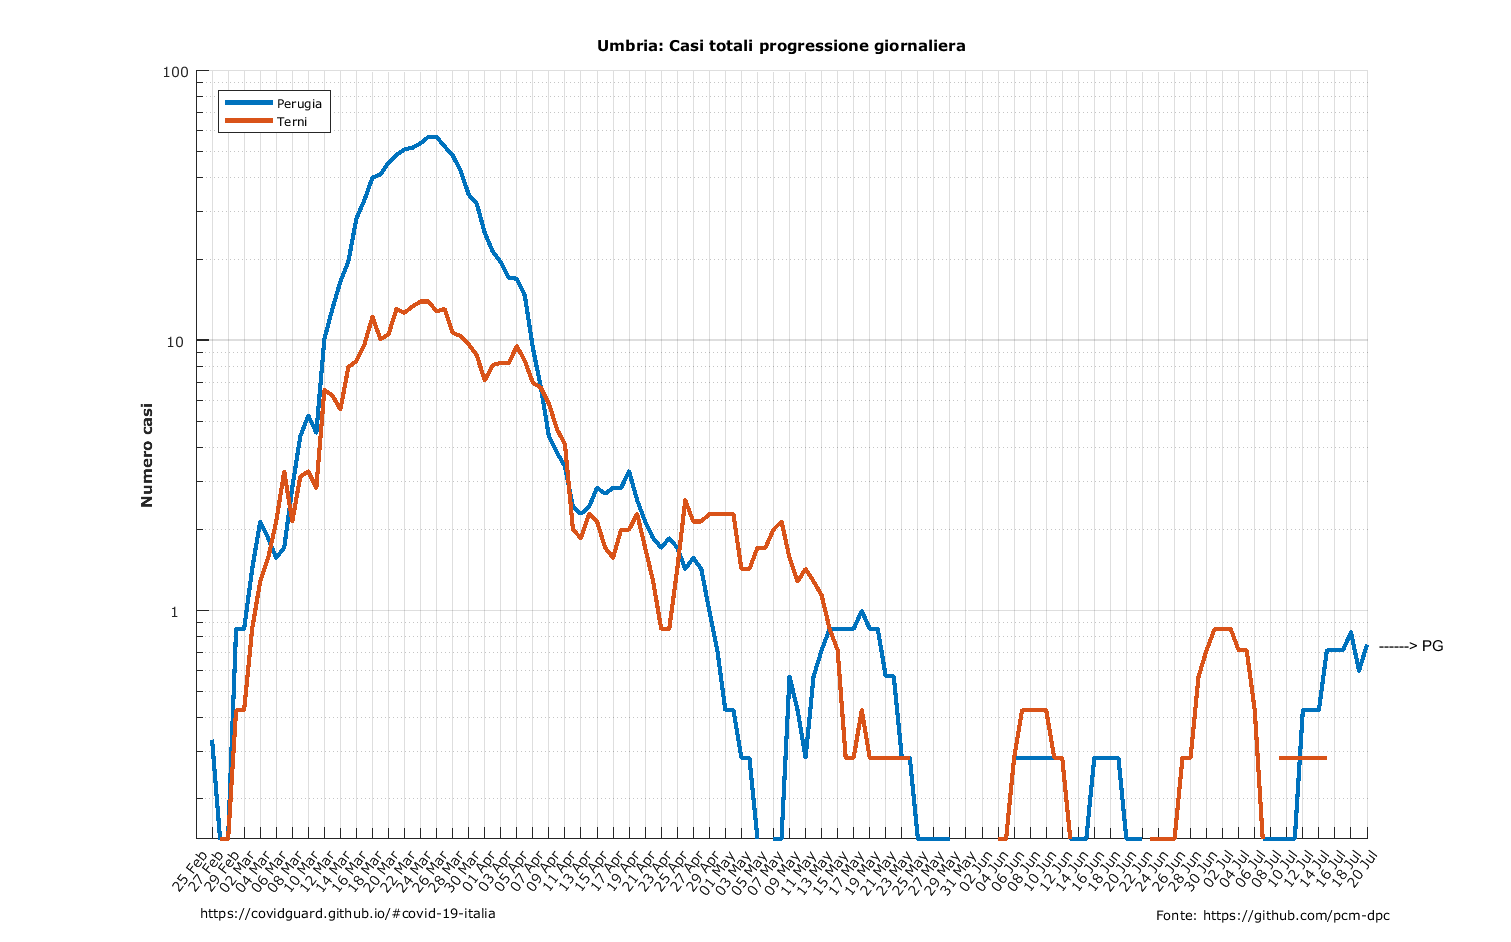 Umbria: Casi totali progressione giornaliera
100
10
1
Numero casi
Perugia
Terni
------> PG
25 Feb
27 Feb
29 Feb
02 Mar
04 Mar
06 Mar
08 Mar
10 Mar
12 Mar
14 Mar
16 Mar
18 Mar
20 Mar
22 Mar
24 Mar
26 Mar
28 Mar
30 Mar
01 Apr
03 Apr
05 Apr
07 Apr
09 Apr
11 Apr
13 Apr
15 Apr
17 Apr
19 Apr
21 Apr
23 Apr
25 Apr
27 Apr
29 Apr
01 May
03 May
05 May
07 May
09 May
11 May
13 May
15 May
17 May
19 May
21 May
23 May
25 May
27 May
29 May
31 May
02 Jun
04 Jun
06 Jun
08 Jun
10 Jun
12 Jun
14 Jun
16 Jun
18 Jun
20 Jun
22 Jun
24 Jun
26 Jun
28 Jun
30 Jun
02 Jul
04 Jul
06 Jul
08 Jul
10 Jul
12 Jul
14 Jul
16 Jul
18 Jul
20 Jul
https://covidguard.github.io/#covid-19-italia
Fonte: https://github.com/pcm-dpc